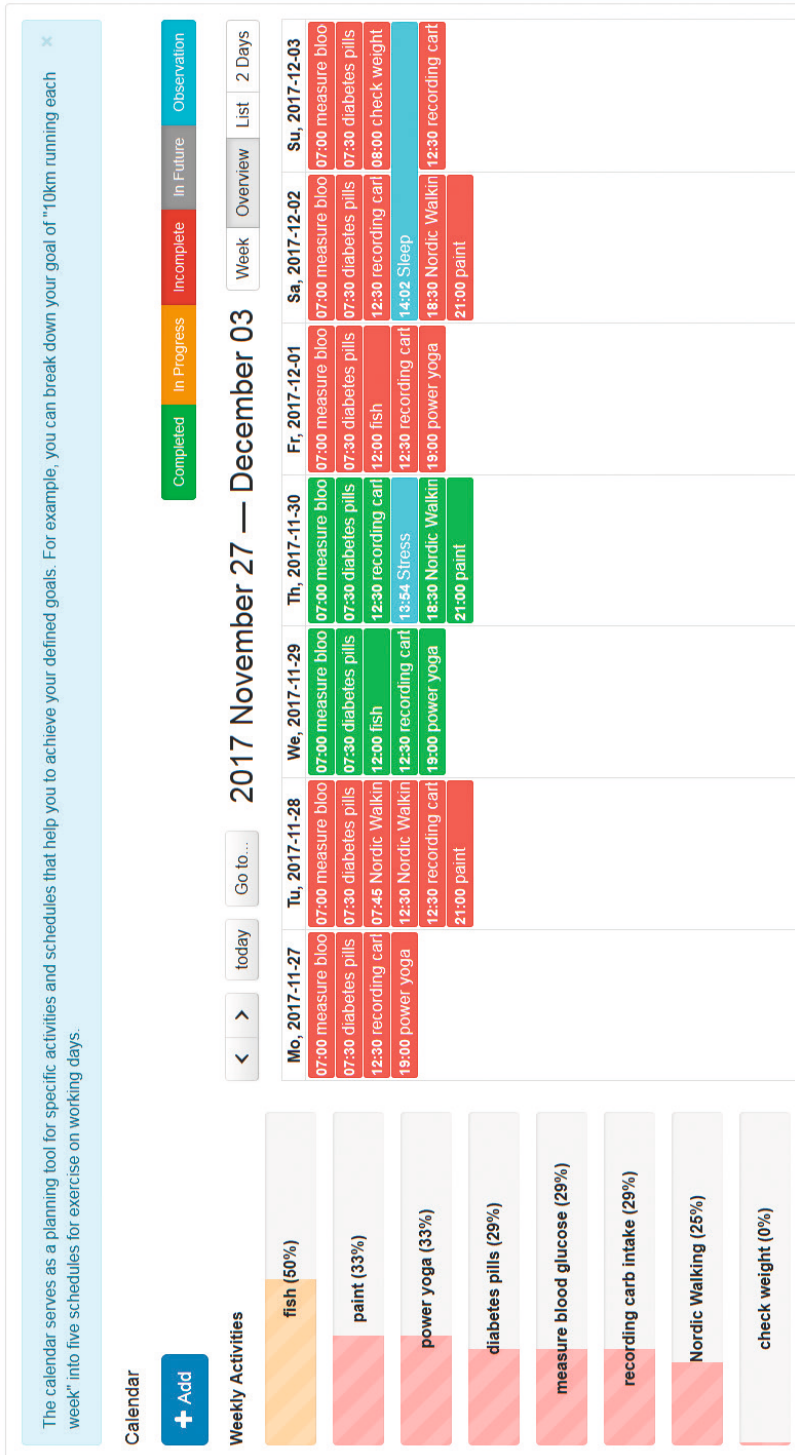 The calendar serves as a planning tool for specific activities and schedules that help you to achieve your defined goals. For example, you can break down your goal of "10km running each
week" into five schedules for exercise on working days.
×
Calendar
+ Add
Completed In Progress Incomplete In Future Observation
Weekly Activities
fish (50%)
paint (33%)
power yoga (33%)
diabetes pills (29%)
measure blood glucose (29%)
recording carb intake (29%)
Nordic Walking (25%)
check weight (0%)
< > today Go to... 2017 November 27 — December 03 Week Overview List 2 Days
Mo, 2017-11-27 Tu, 2017-11-28 We, 2017-11-29 Th, 2017-11-30 Fr, 2017-12-01 Sa, 2017-12-02 Su, 2017-12-03
07:00 measure bloo 07:00 measure bloo 07:00 measure bloo 07:00 measure bloo 07:00 measure bloo 07:00 measure bloo 07:00 measure bloo
07:30 diabetes pills 07:30 diabetes pills 07:30 diabetes pills 07:30 diabetes pills 07:30 diabetes pills 07:30 diabetes pills 07:30 diabetes pills
12:30 recording carl 07:45 Nordic Walkin 12:00 fish 12:30 recording carl 12:00 fish 12:30 recording carl 08:00 check weight
19:00 power yoga 12:30 Nordic Walkin 12:30 recording cart 13:54 Stress 12:30 recording cart 14:02 Sleep
12:30 recording cart 19:00 power yoga 18:30 Nordic Walkin 19:00 power yoga 18:30 Nordic Walkin 12:30 recording cart
21:00 paint 21:00 paint 21:00 paint